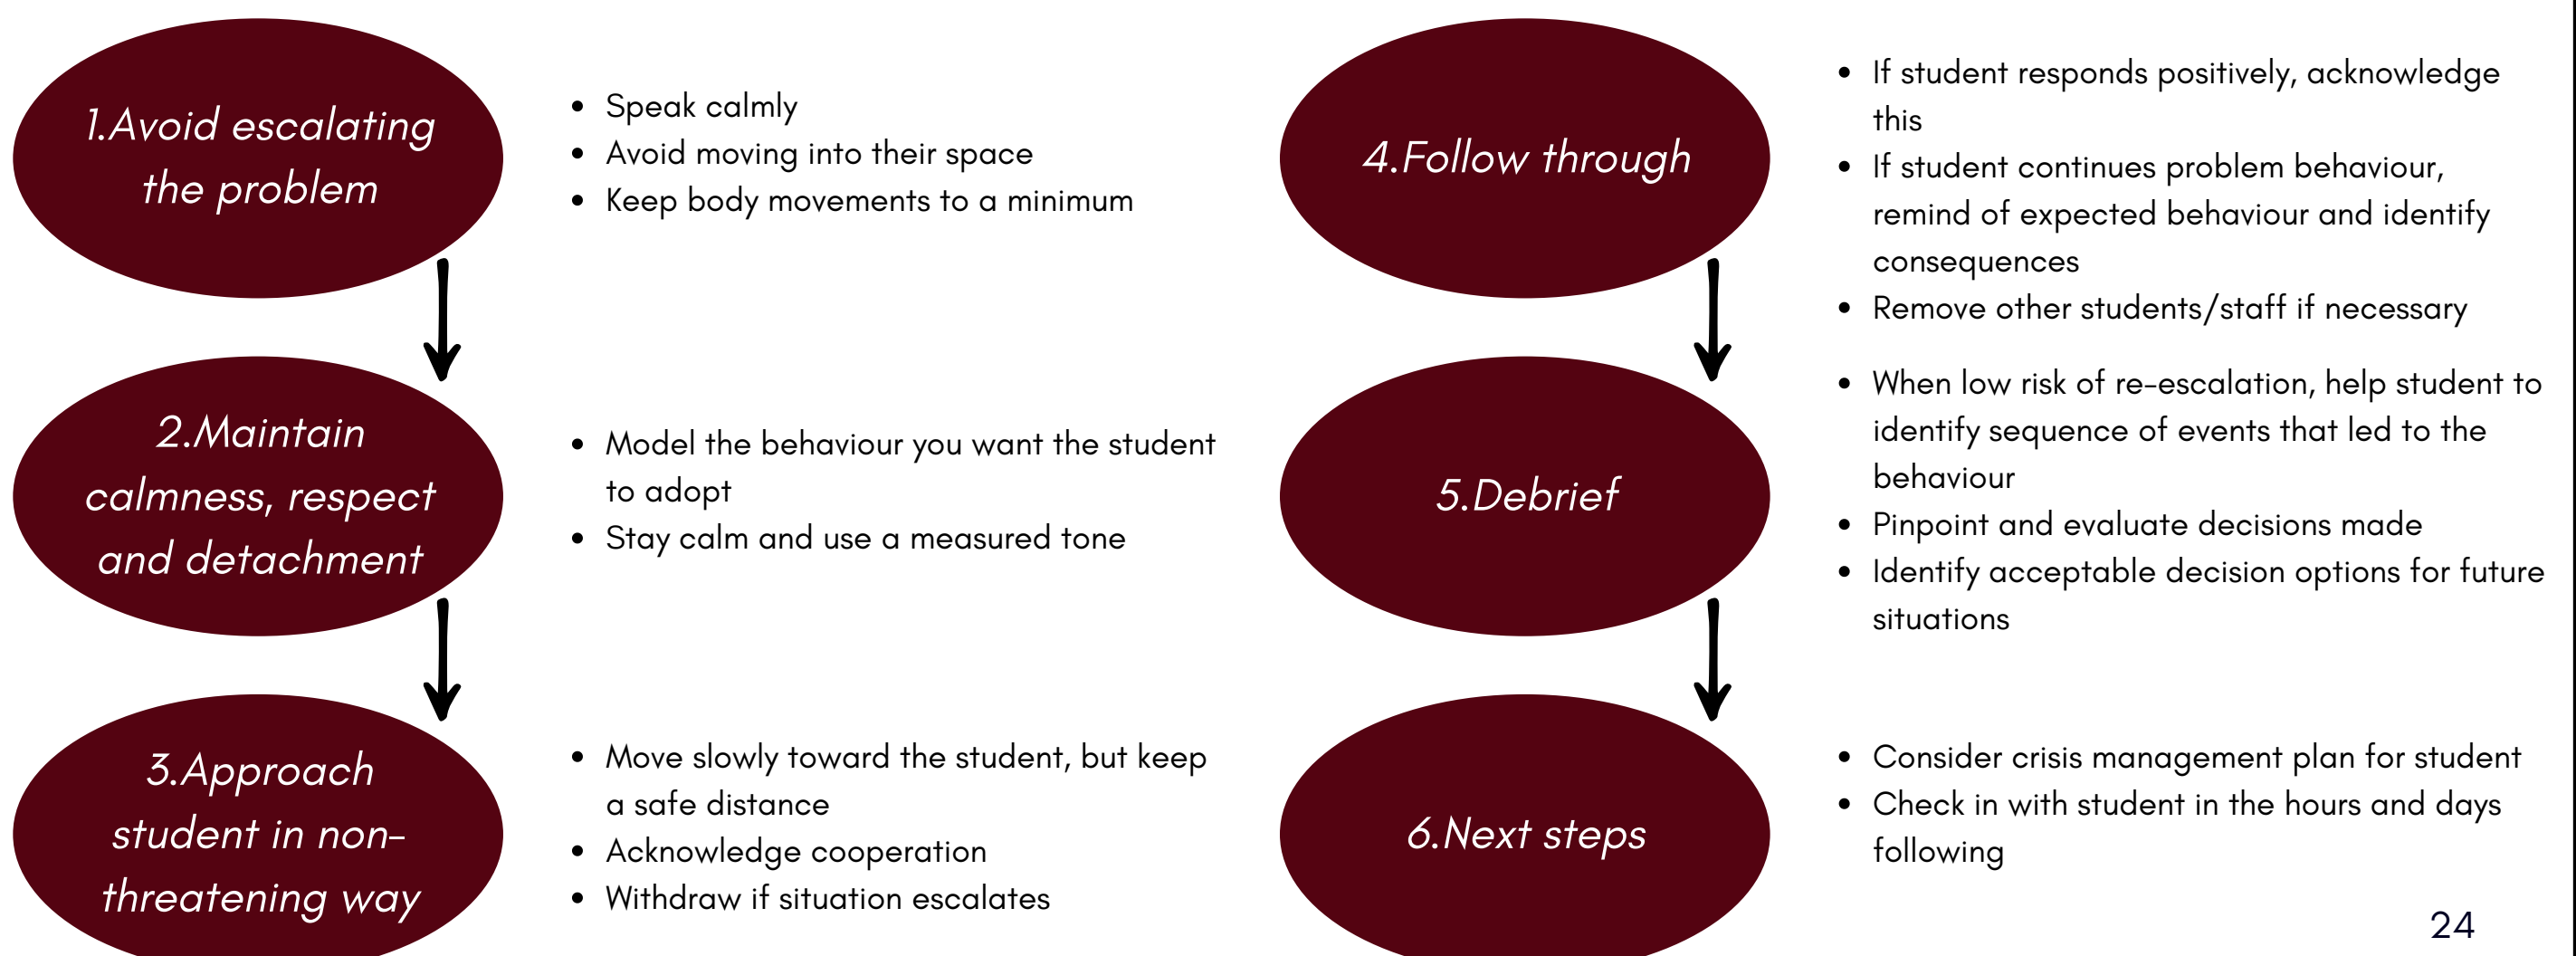 1.Avoid escalating
the problem
• Speak calmly
• Avoid moving into their space
• Keep body movements to a minimum
2.Maintain
calmness, respect
and detachment
• Model the behaviour you want the student
to adopt
• Stay calm and use a measured tone
3.Approach
student in non-
threatening way
• Move slowly toward the student, but keep
a safe distance
• Acknowledge cooperation
• Withdraw if situation escalates
4.Follow through
• If student responds positively, acknowledge
this
• If student continues problem behaviour,
remind of expected behaviour and identify
consequences
• Remove other students/staff if necessary
5.Debrief
• When low risk of re-escalation, help student to
identify sequence of events that led to the
behaviour
• Pinpoint and evaluate decisions made
• Identify acceptable decision options for future
situations
6.Next steps
• Consider crisis management plan for student
• Check in with student in the hours and days
following
24